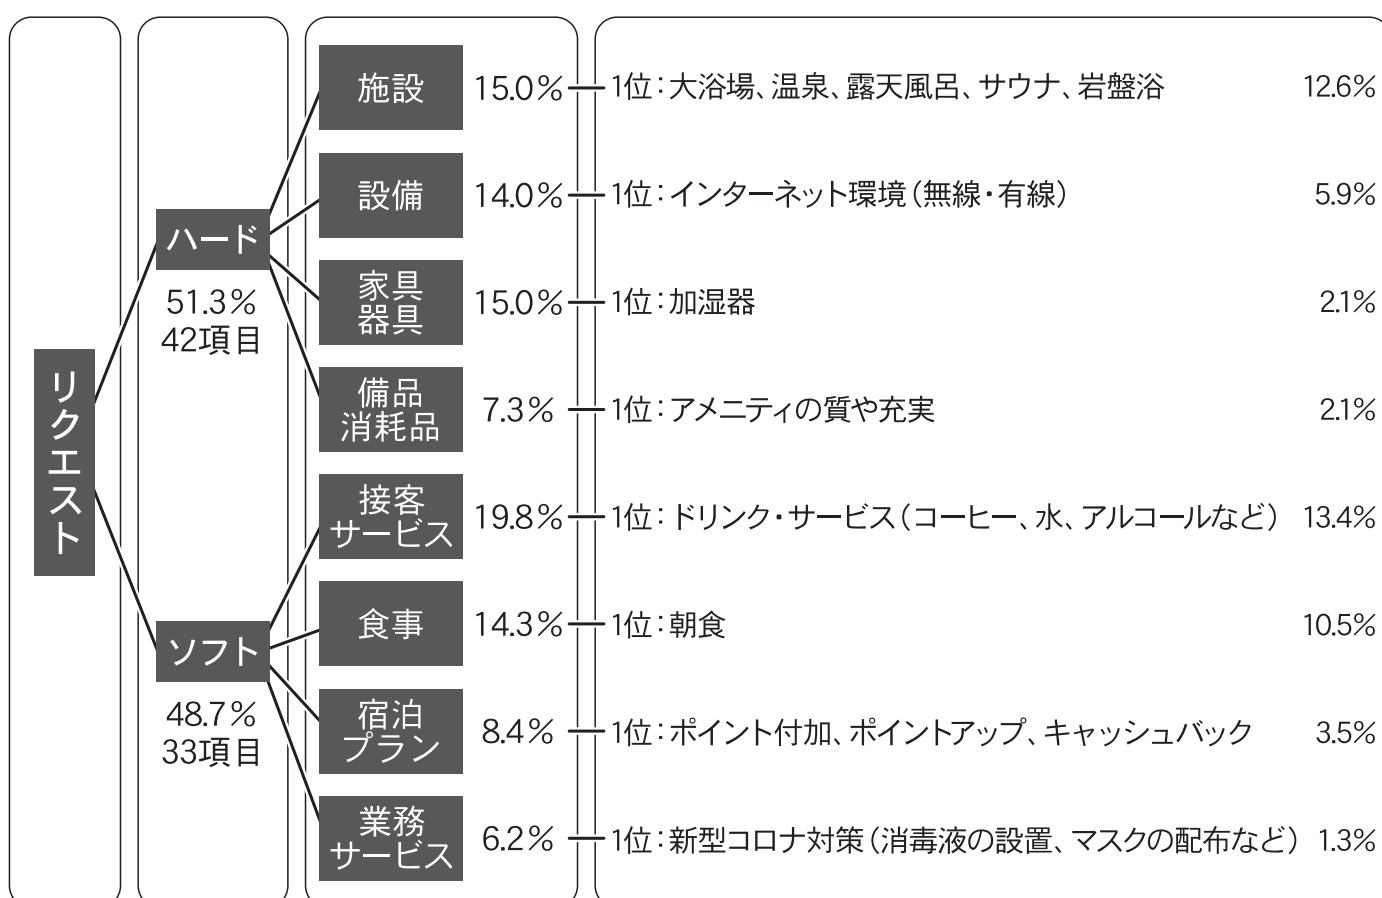 リクエスト
ハード
51.3%
42項目
施設 15.0% 1位：大浴場、温泉、露天風呂、サウナ、岩盤浴 12.6%
設備 14.0% 1位：インターネット環境（無線・有線） 5.9%
家具
器具 15.0% 1位：加湿器 2.1%
備品
消耗品 7.3% 1位：アメニティの質や充実 2.1%
ソフト
48.7%
33項目
接客
サービス 19.8% 1位：ドリンク・サービス（コーヒー、水、アルコールなど） 13.4%
食事 14.3% 1位：朝食 10.5%
宿泊
プラン 8.4% 1位：ポイント付加、ポイントアップ、キャッシュバック 3.5%
業務
サービス 6.2% 1位：新型コロナ対策（消毒液の設置、マスクの配布など） 1.3%